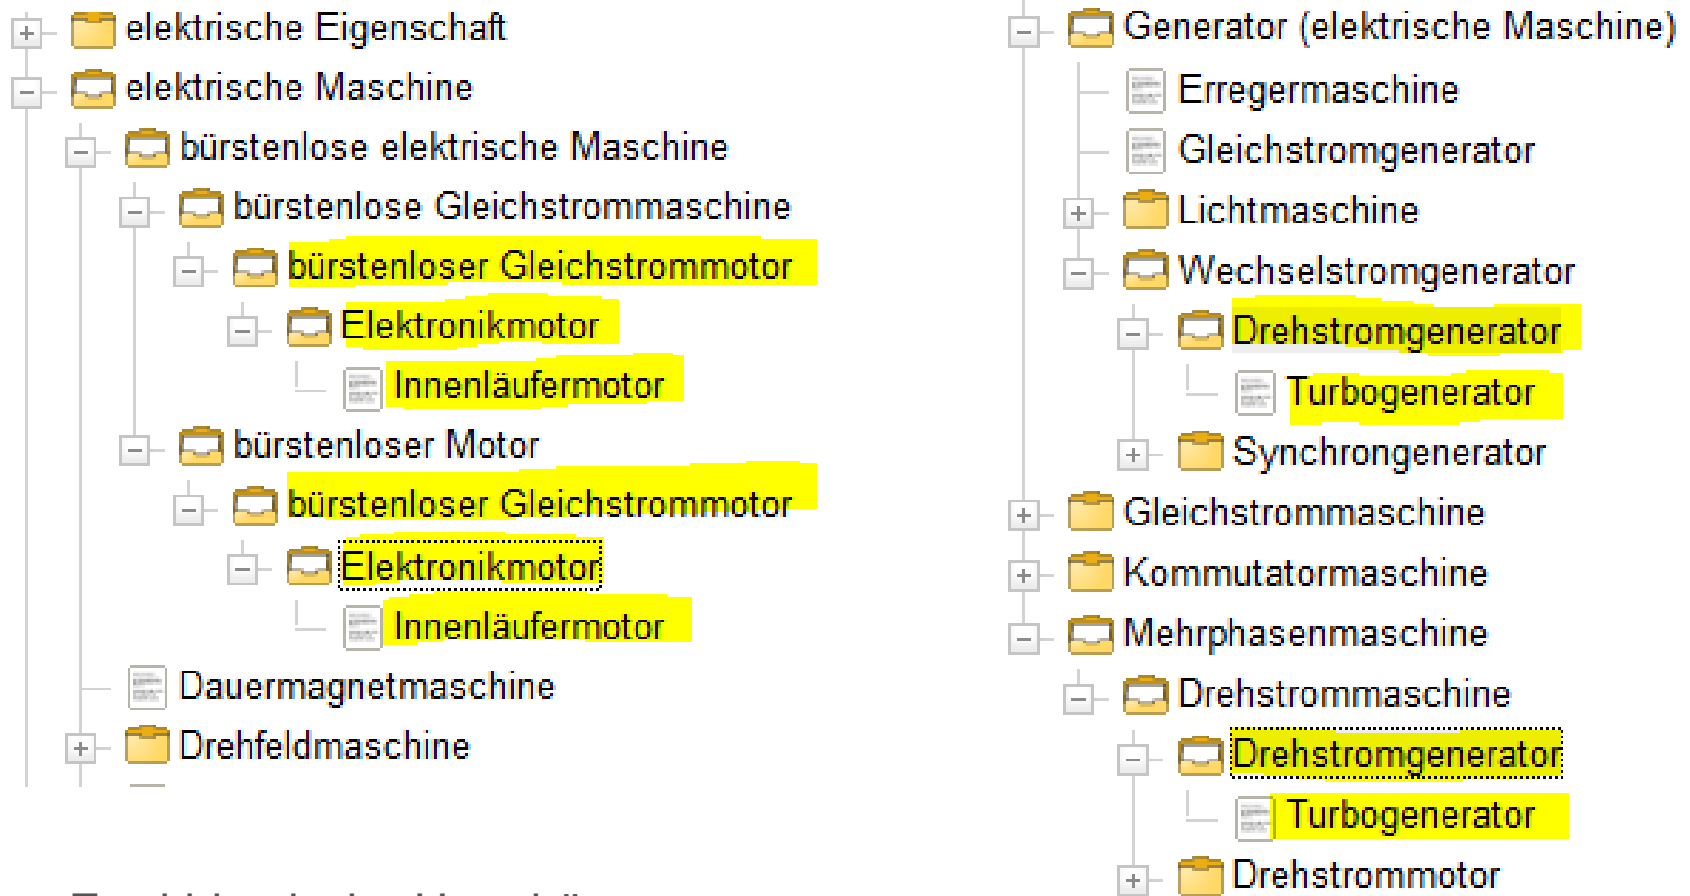 elektrische Eigenschaft
elektrische Maschine
bürstenlose elektrische Maschine
bürstenlose Gleichstrommaschine
bürstenloser Gleichstrommotor
Elektronikmotor
Innenläufermotor
bürstenloser Motor
bürstenloser Gleichstrommotor
Elektronikmotor
Innenläufermotor
Dauermagnetmaschine
Drehfeldmaschine
Generator (elektrische Maschine)
Erregermaschine
Gleichstromgenerator
Lichtmaschine
Wechselstromgenerator
Drehstromgenerator
Turbogenerator
Synchrongenerator
Gleichstrommaschine
Kommutatormaschine
Mehrphasenmaschine
Drehstrommaschine
Drehstromgenerator
Turbogenerator
Drehstrommotor